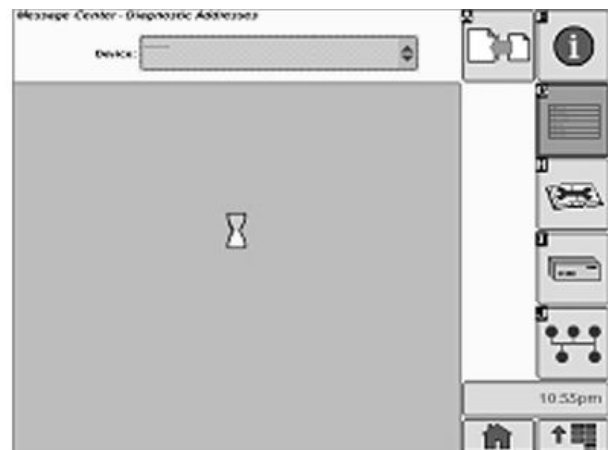 Message Center - Diagnostic Addresses
Device: --------
10:55pm